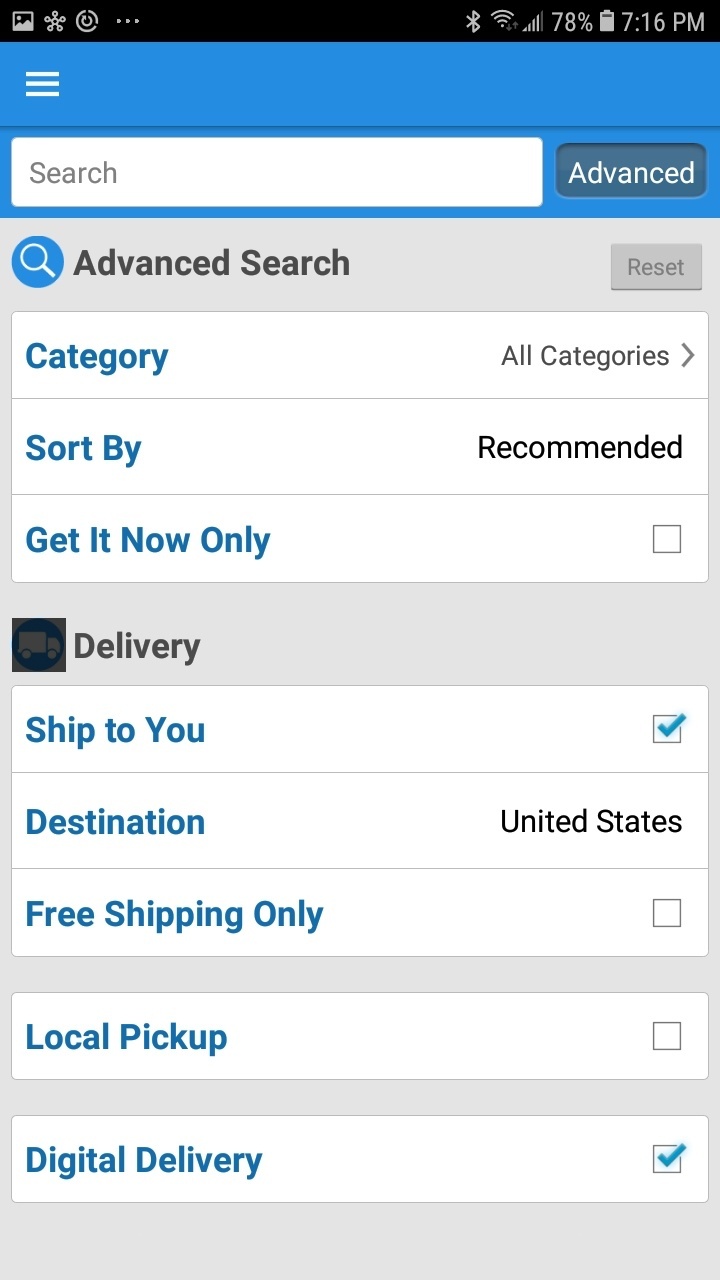 78% 7:16 PM
Search Advanced
Advanced Search Reset
Category All Categories
Sort By Recommended
Get It Now Only
Delivery
Ship to You
Destination United States
Free Shipping Only
Local Pickup
Digital Delivery